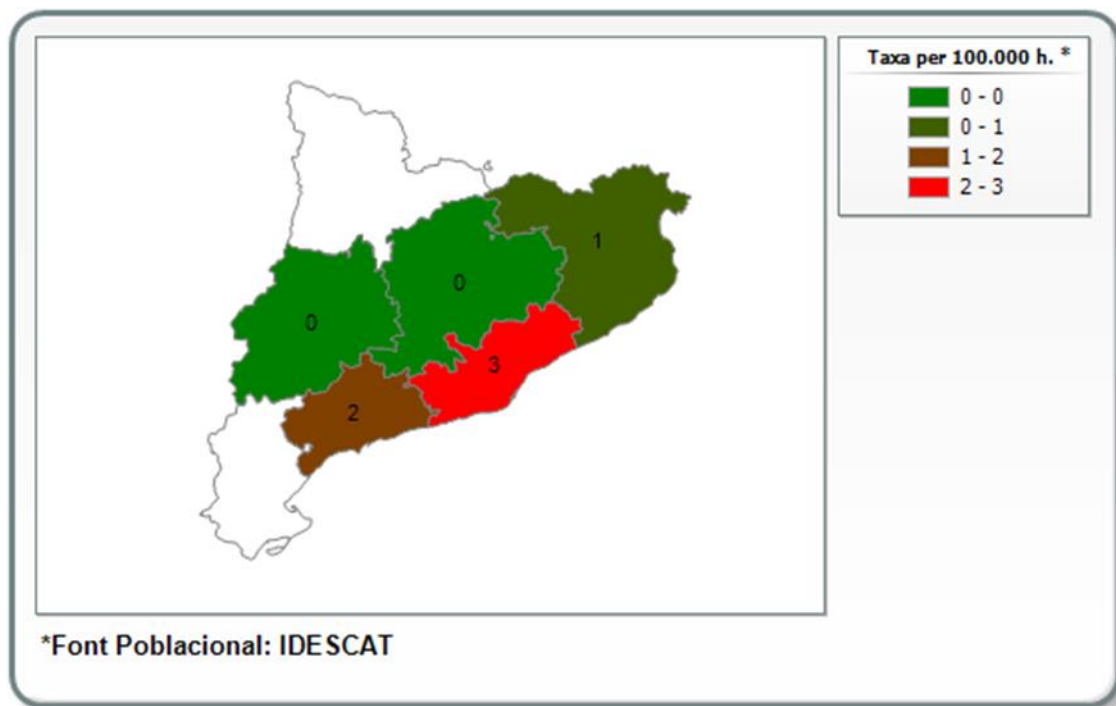 Taxa per 100.000 h. *
0 - 0
0 - 1
1 - 2
2 - 3
1
0
0
3
2
*Font Poblacional: IDESCAT